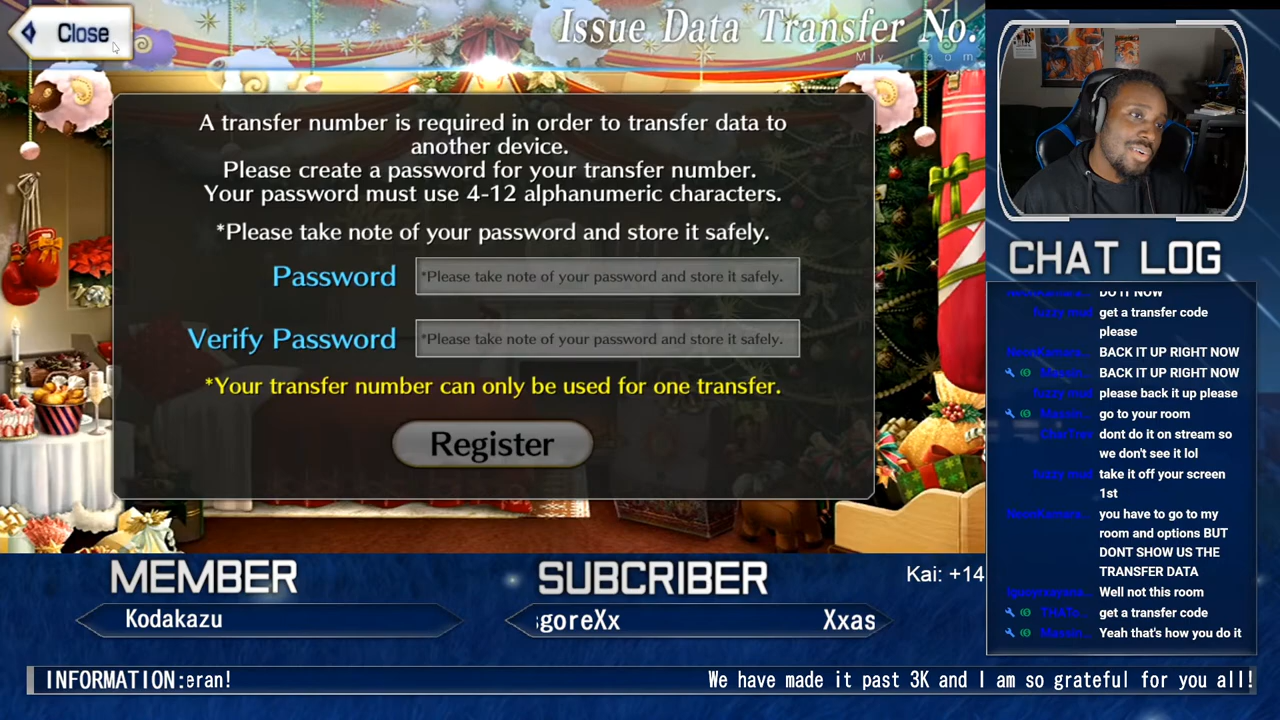 Close
Issue Data Transfer No.
My room
A transfer number is required in order to transfer data to
another device.
Please create a password for your transfer number.
Your password must use 4-12 alphanumeric characters.
*Please take note of your password and store it safely.
Password
*Please take note of your password and store it safely.
Verify Password
*Please take note of your password and store it safely.
*Your transfer number can only be used for one transfer.
Register
CHAT LOG
DO IT NOW
fuzzy mud get a transfer code
please
BACK IT UP RIGHT NOW
BACK IT UP RIGHT NOW
fuzzy mud please back it up please
go to your room
dont do it on stream so
we don't see it lol
fuzzy mud take it off your screen
1st
you have to go to my
room and options BUT
DONT SHOW US THE
TRANSFER DATA
Well not this room
get a transfer code
Yeah that's how you do it
MEMBER
Kodakazu
SUBCRIBER
goreXx Xxas
Kai: +14
INFORMATION:eran! We have made it past 3K and I am so grateful for you all!